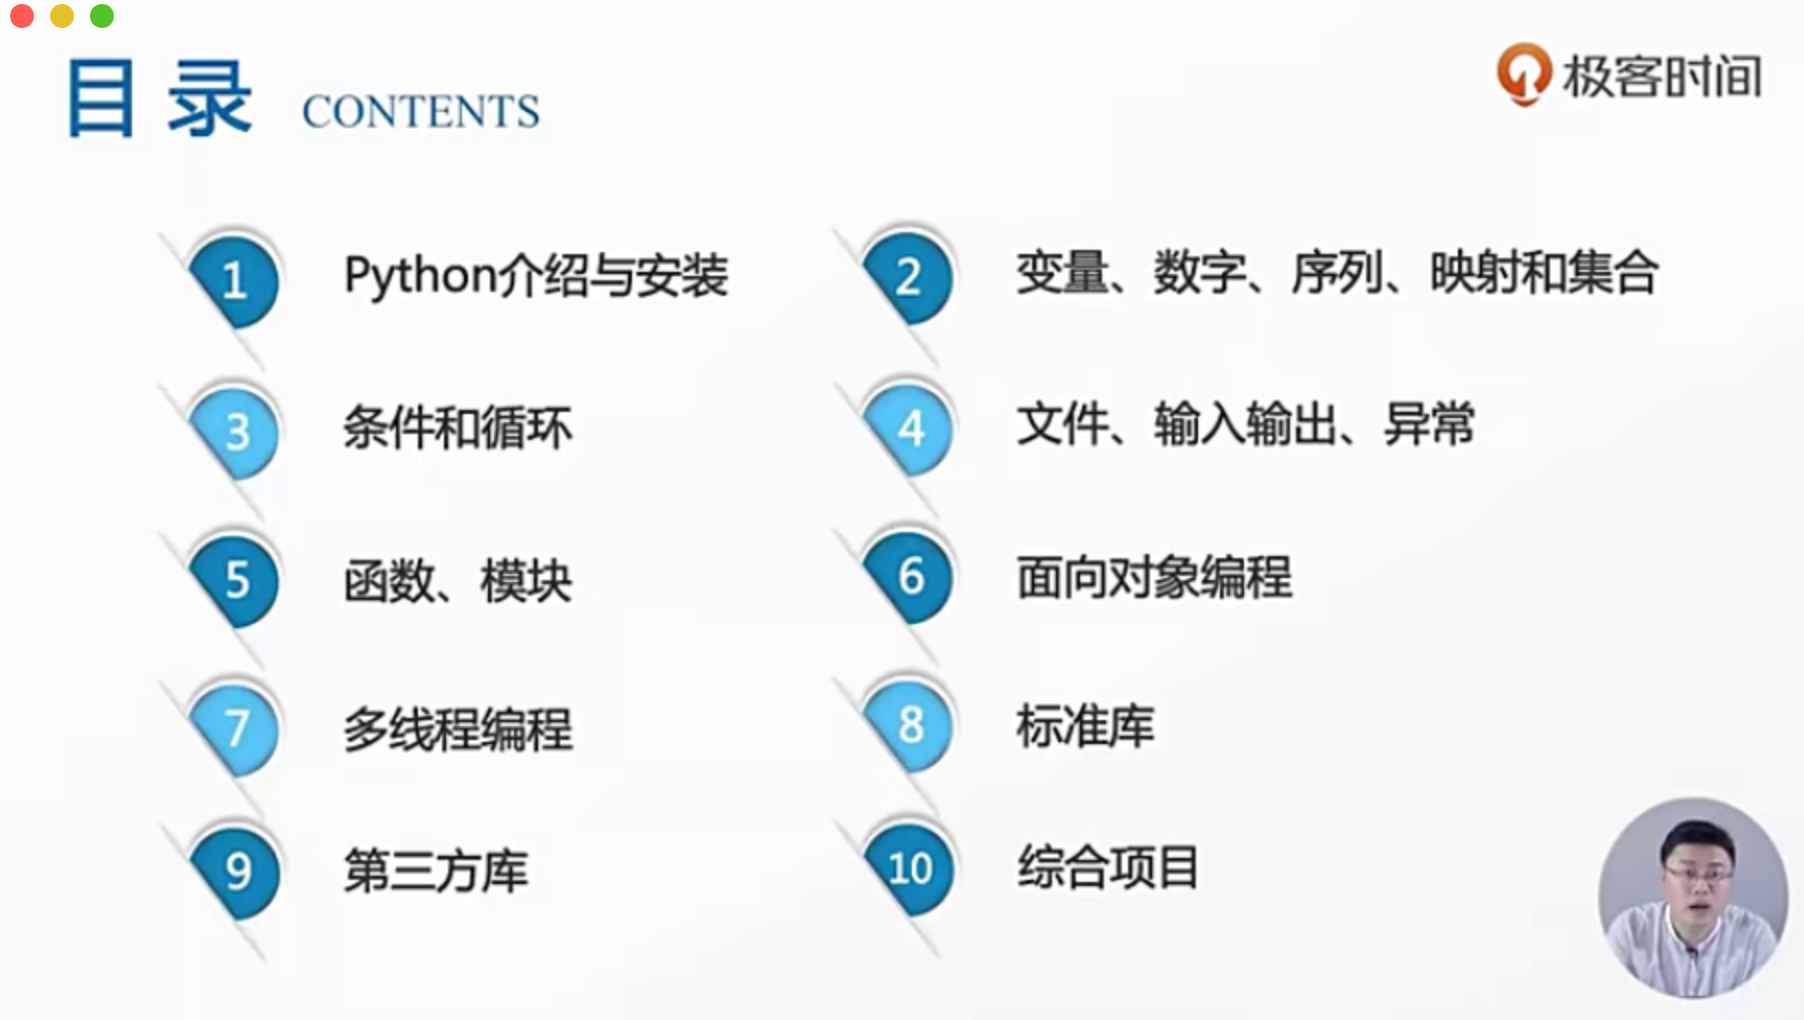 目录 CONTENTS
极客时间
1 Python介绍与安装
2 变量、数字、序列、映射和集合
3 条件和循环
4 文件、输入输出、异常
5 函数、模块
6 面向对象编程
7 多线程编程
8 标准库
9 第三方库
10 综合项目